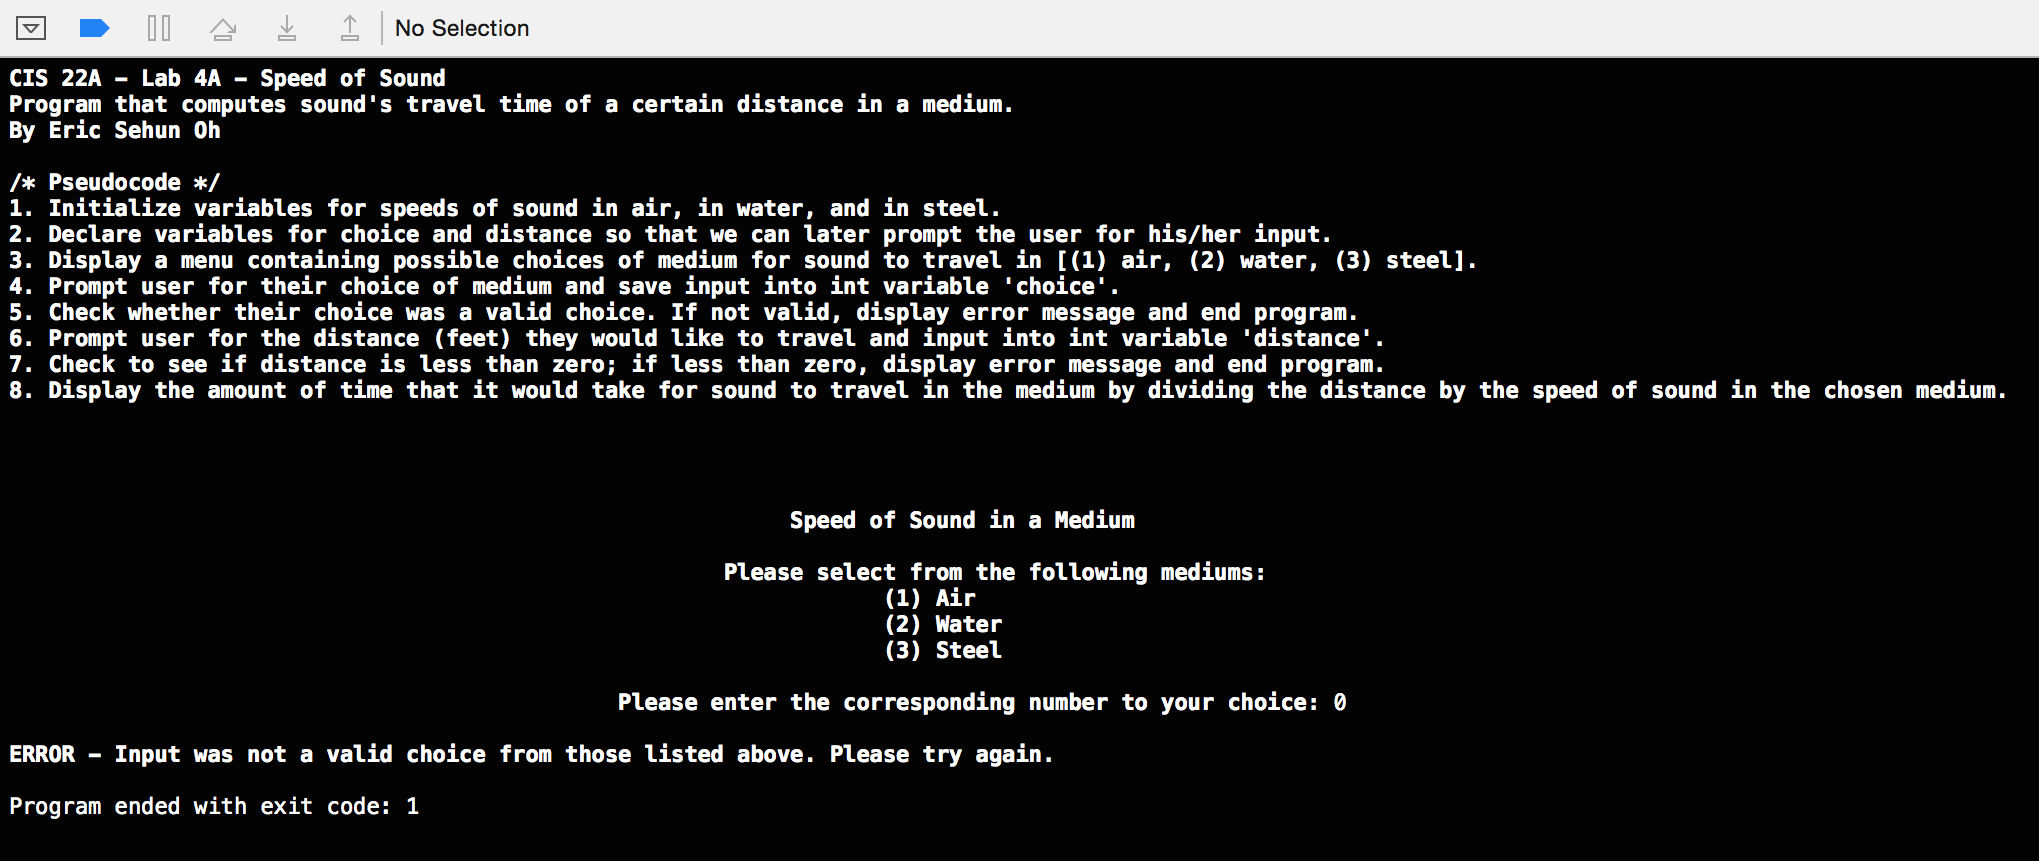 No Selection
CIS 22A – Lab 4A – Speed of Sound
Program that computes sound's travel time of a certain distance in a medium.
By Eric Sehun Oh
/* Pseudocode */
1. Initialize variables for speeds of sound in air, in water, and in steel.
2. Declare variables for choice and distance so that we can later prompt the user for his/her input.
3. Display a menu containing possible choices of medium for sound to travel in [(1) air, (2) water, (3) steel].
4. Prompt user for their choice of medium and save input into int variable 'choice'.
5. Check whether their choice was a valid choice. If not valid, display error message and end program.
6. Prompt user for the distance (feet) they would like to travel and input into int variable 'distance'.
7. Check to see if distance is less than zero; if less than zero, display error message and end program.
8. Display the amount of time that it would take for sound to travel in the medium by dividing the distance by the speed of sound in the chosen medium.
Speed of Sound in a Medium
Please select from the following mediums:
(1) Air
(2) Water
(3) Steel
Please enter the corresponding number to your choice: 0
ERROR – Input was not a valid choice from those listed above. Please try again.
Program ended with exit code: 1